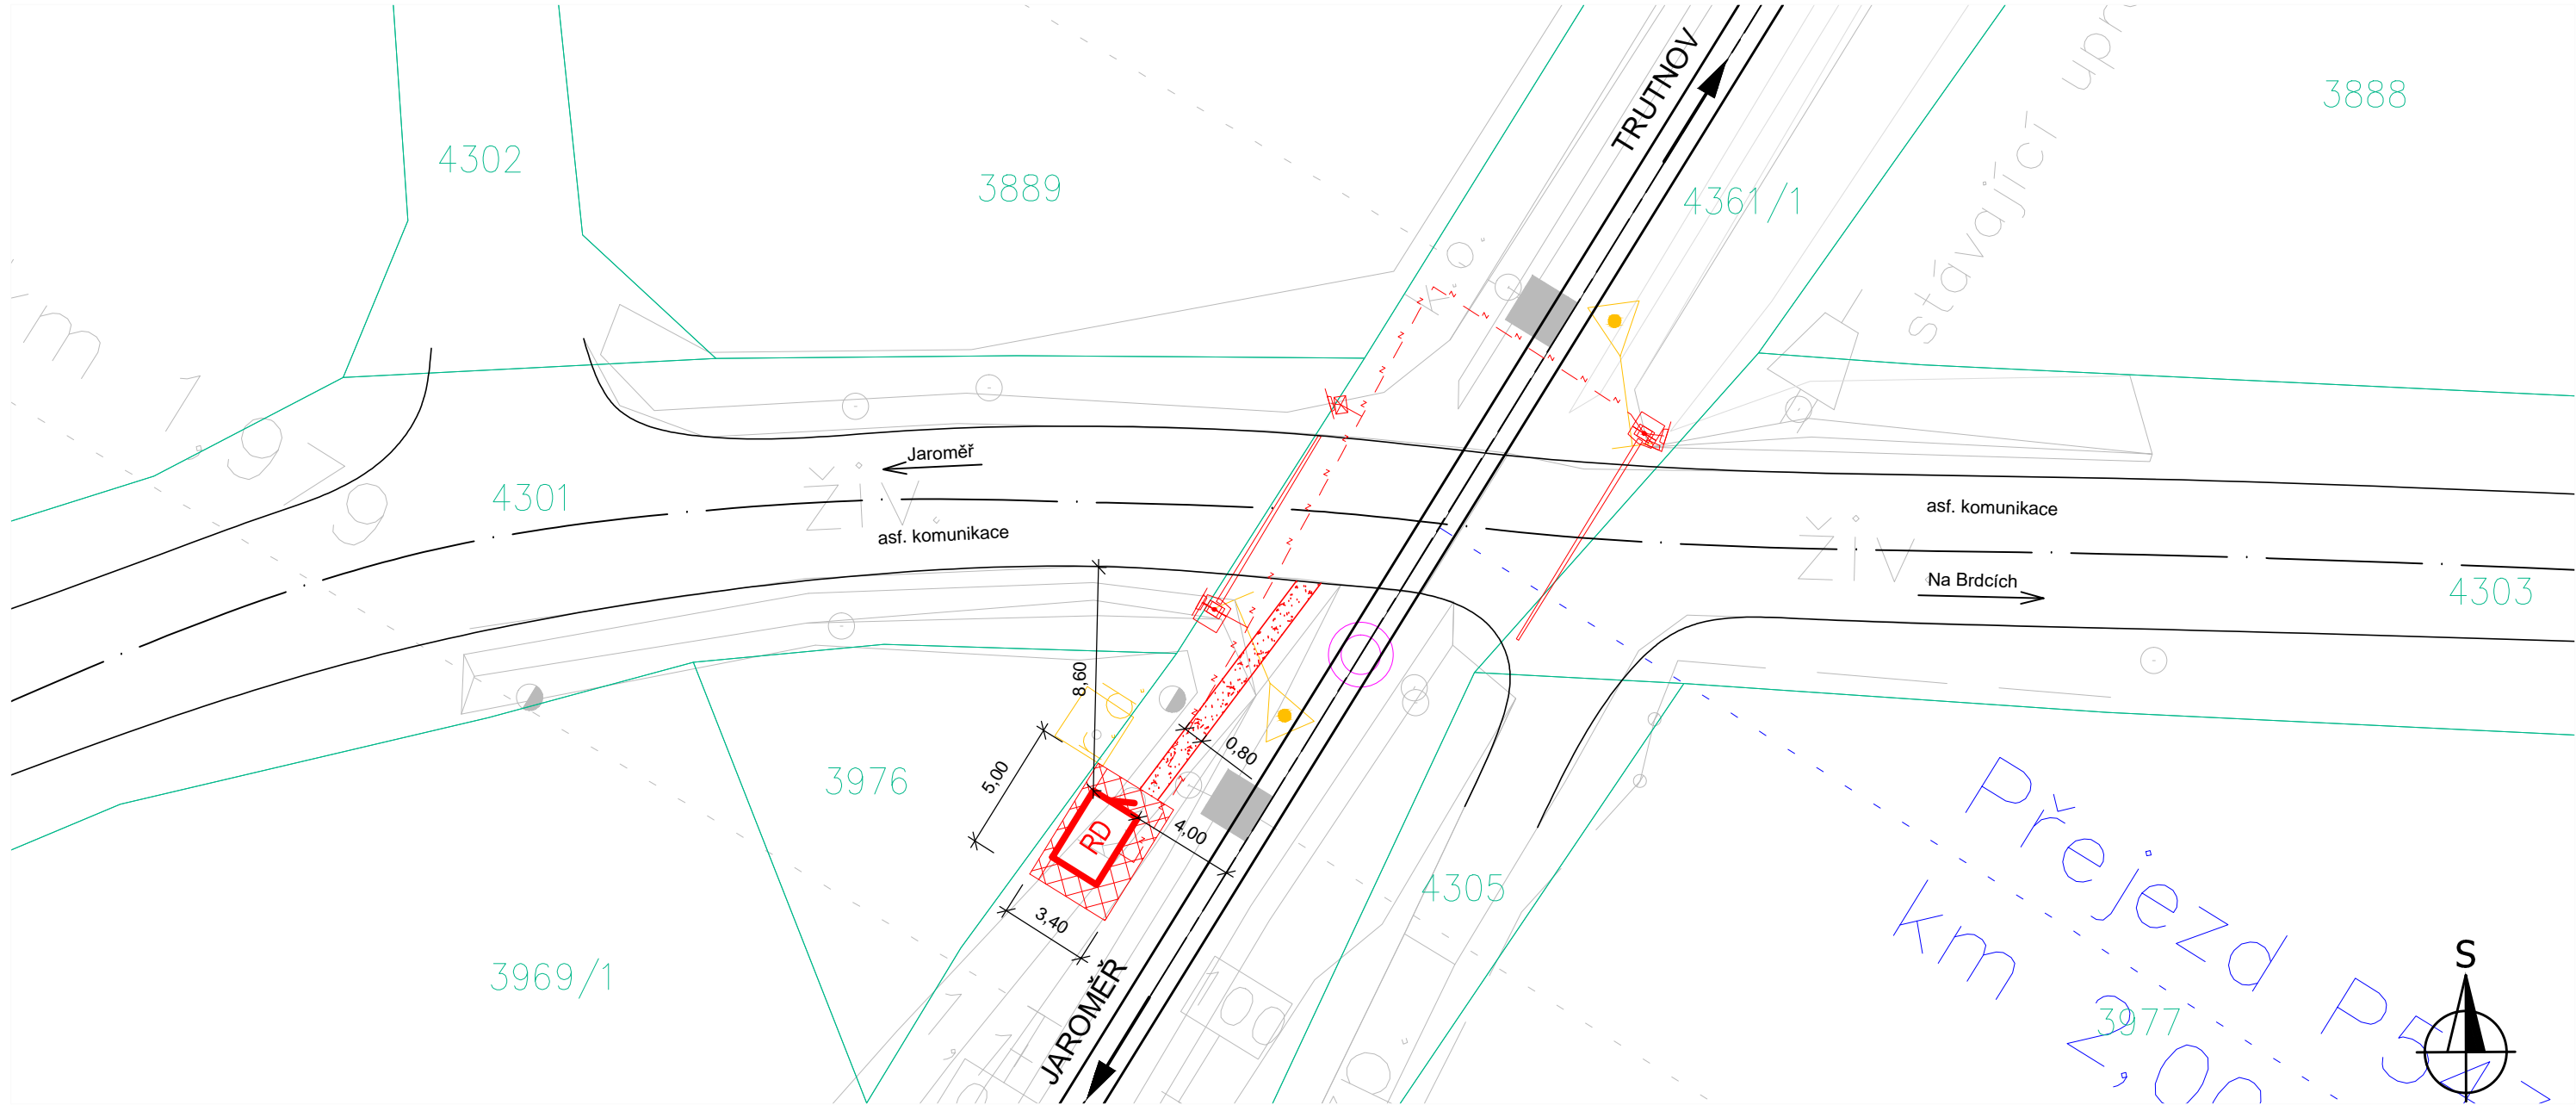 TRUTNOV
3888
4302
3889
4361/1
stávající
k.o.
Jaroměř
4301
živ.
asf. komunikace
asf. komunikace
živ.
Na Brdcích
4303
8,60
0,80
5,00
3976
4,00
RD
3,40
4305
3969/1
JAROMĚŘ
100
Přejezd
km
2,00
3977
S